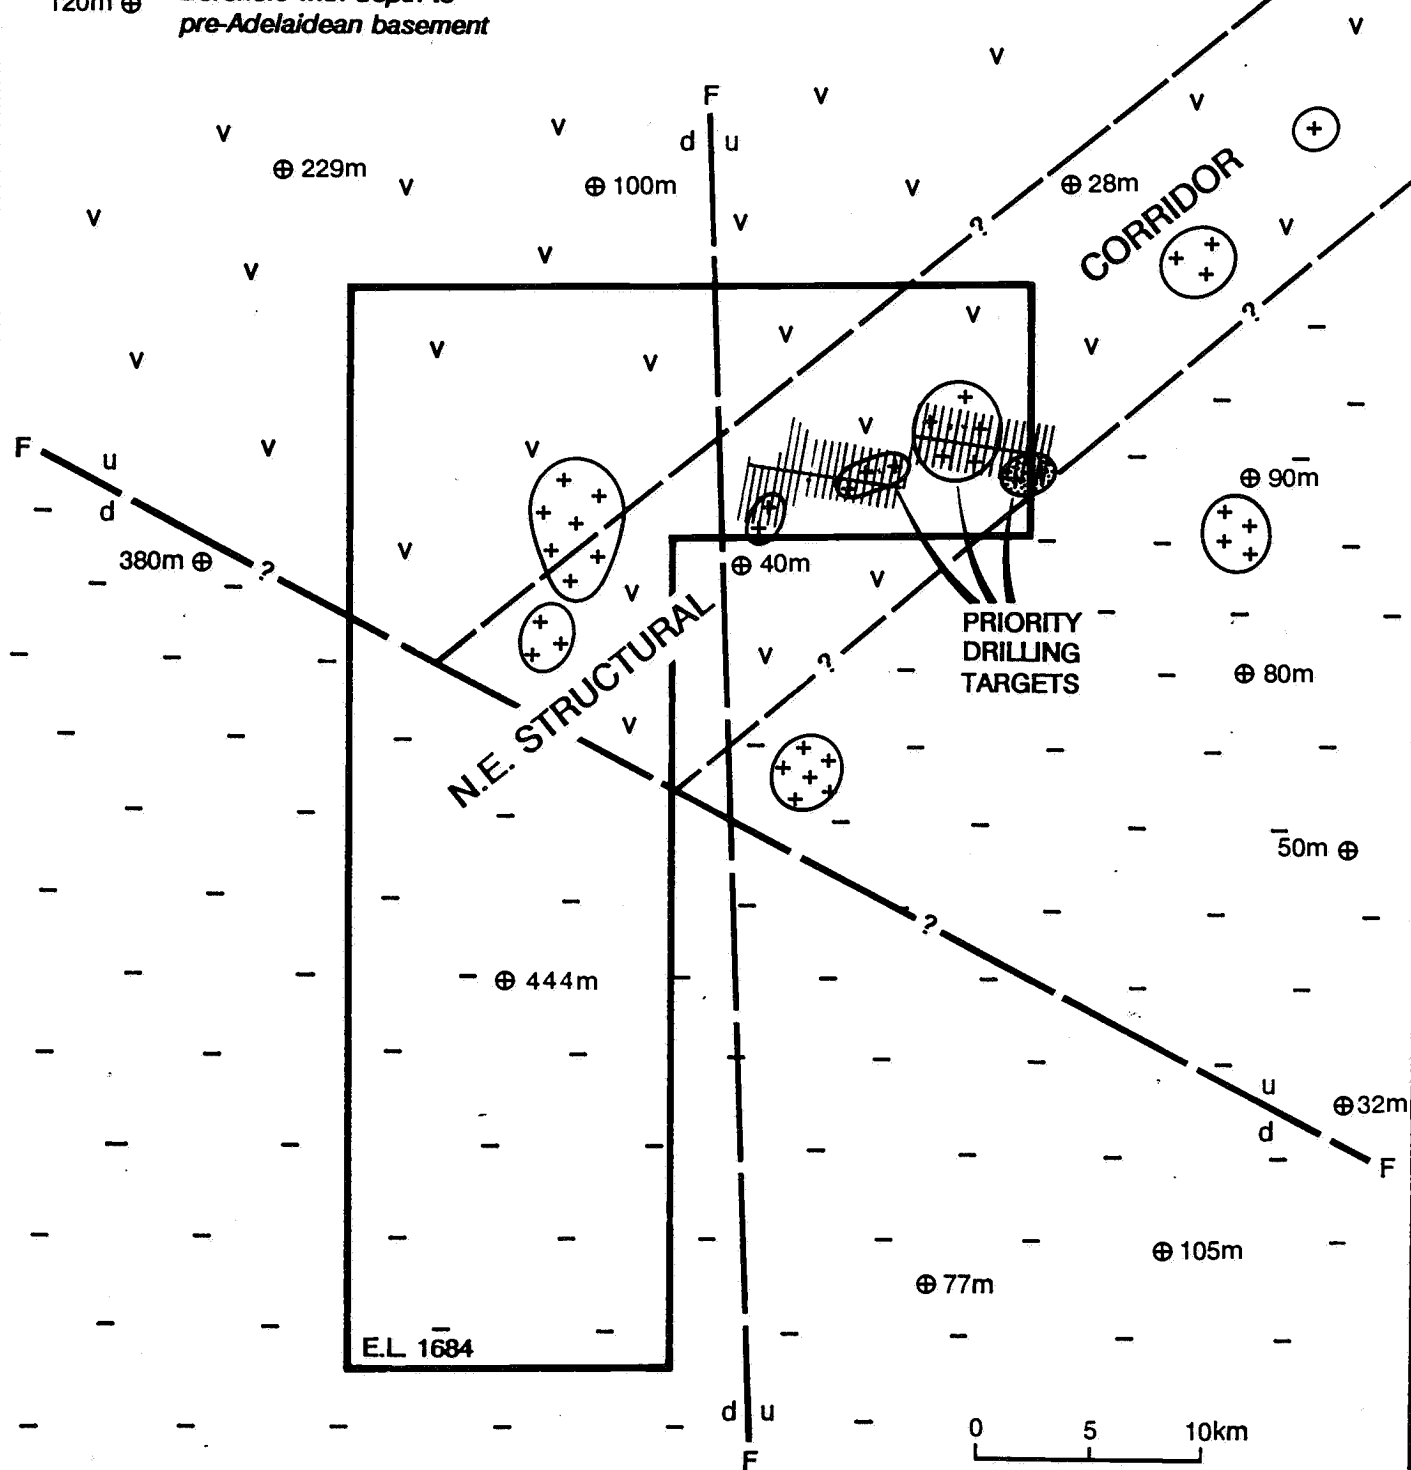 120m
pre-Adelaidean basement
F
d u
229m
100m
28m
CORRIDOR
?
?
F
u
d
380m
?
90m
40m
N.E. STRUCTURAL
?
PRIORITY
DRILLING
TARGETS
80m
50m
?
444m
u
d
32m
F
105m
77m
E.L. 1684
d u
F
0 5 10km